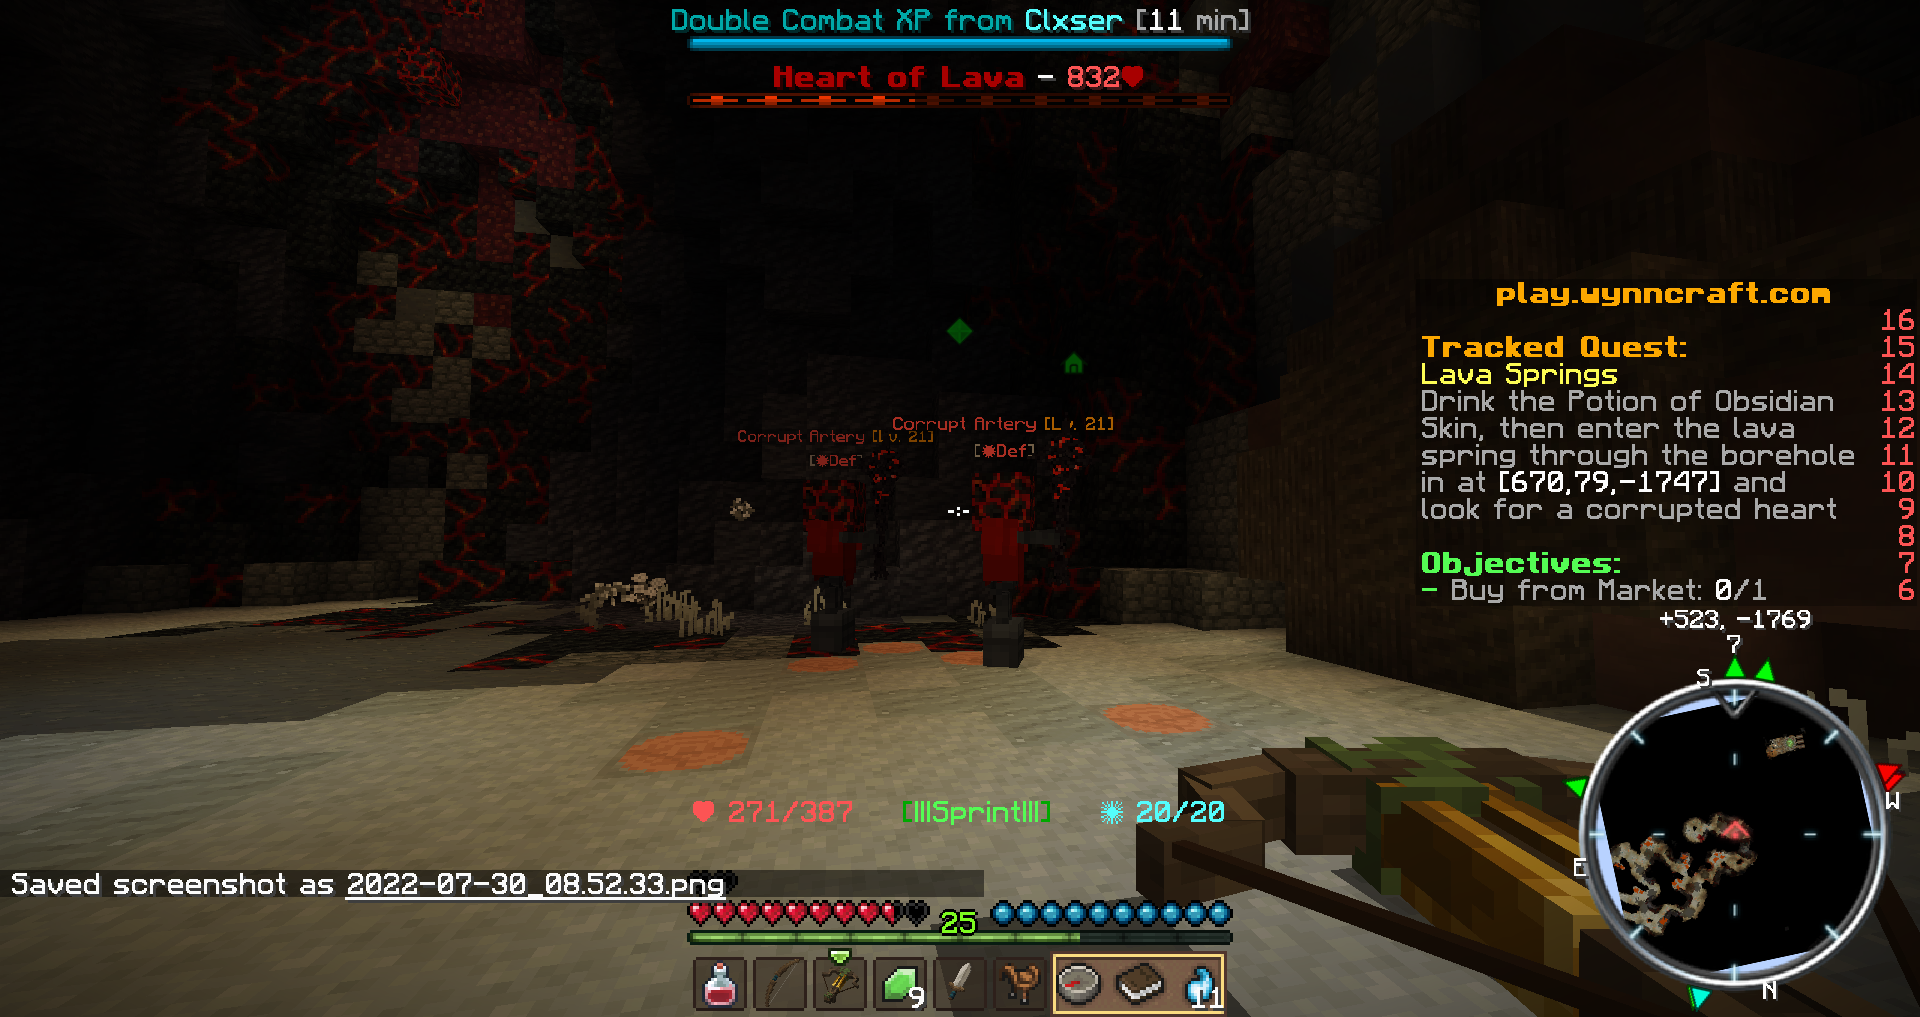 Double Combat XP from Clxser [11 min]
Heart of Lava - 832❤
play.wynncraft.com
16
Tracked Quest: 15
Lava Springs 14
Drink the Potion of Obsidian 13
Skin, then enter the lava 12
spring through the borehole 11
in at [670,79,-1747] and 10
look for a corrupted heart 9
8
Objectives: 7
- Buy from Market: 0/1 6
Corrupt Artery [Lv. 21]
[✹Def]
Corrupt Artery [Lv. 21]
[✹Def]
+523, -1769
7
S
W
E
N
❤ 271/387 [|||Sprint|||] 20/20
Saved screenshot as 2022-07-30_08.52.33.png
25
9
11